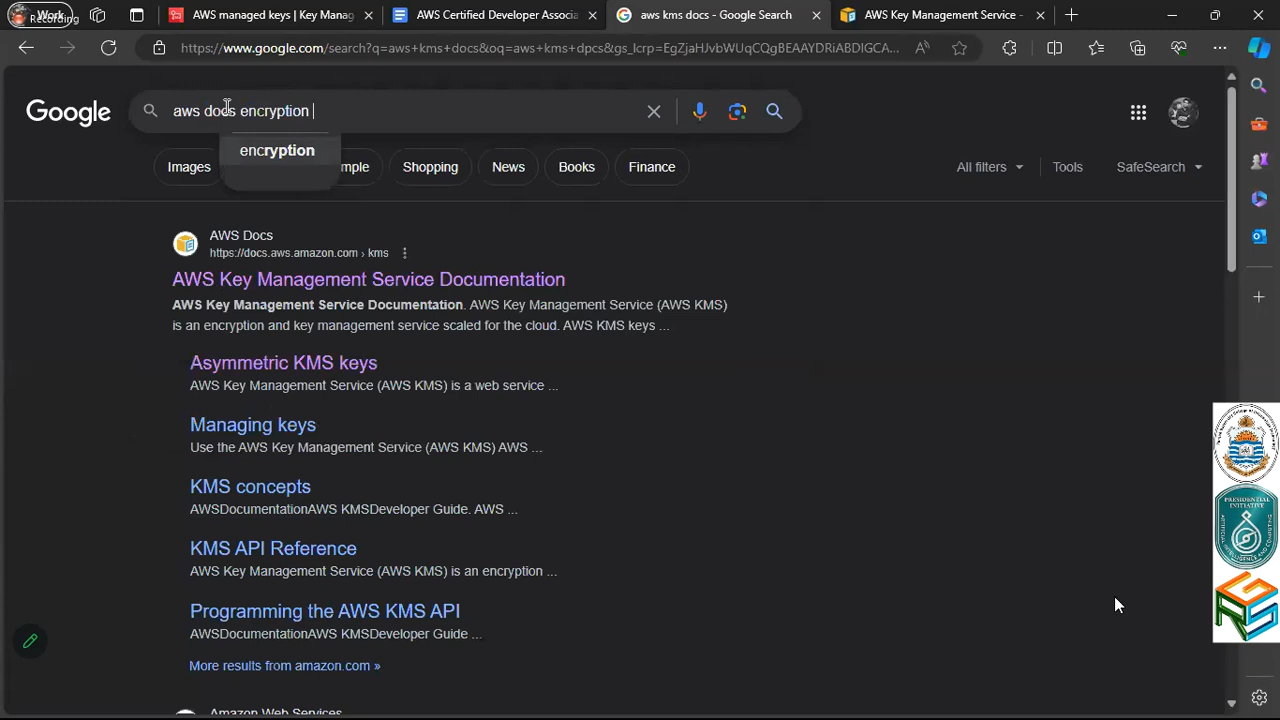 Work
Recording
AWS managed keys | Key Manag
AWS Certified Developer Associa
aws kms docs - Google Search
AWS Key Management Service -
https://www.google.com/search?q=aws+kms+docs&oq=aws+kms+dpcs&gs_lcrp=EgZjaHJvbWUqCQgBEAAYDRiABDIGCA...
Google
aws docs encryption
encryption
Images
mple
Shopping
News
Books
Finance
All filters
Tools
SafeSearch
AWS Docs
https://docs.aws.amazon.com › kms
AWS Key Management Service Documentation
AWS Key Management Service Documentation. AWS Key Management Service (AWS KMS)
is an encryption and key management service scaled for the cloud. AWS KMS keys ...
Asymmetric KMS keys
AWS Key Management Service (AWS KMS) is a web service ...
Managing keys
Use the AWS Key Management Service (AWS KMS) AWS ...
KMS concepts
AWSDocumentationAWS KMSDeveloper Guide. AWS ...
KMS API Reference
AWS Key Management Service (AWS KMS) is an encryption ...
Programming the AWS KMS API
AWSDocumentationAWS KMSDeveloper Guide ...
More results from amazon.com »
Amazon Web Services
PRESIDENTIAL
INITIATIVE